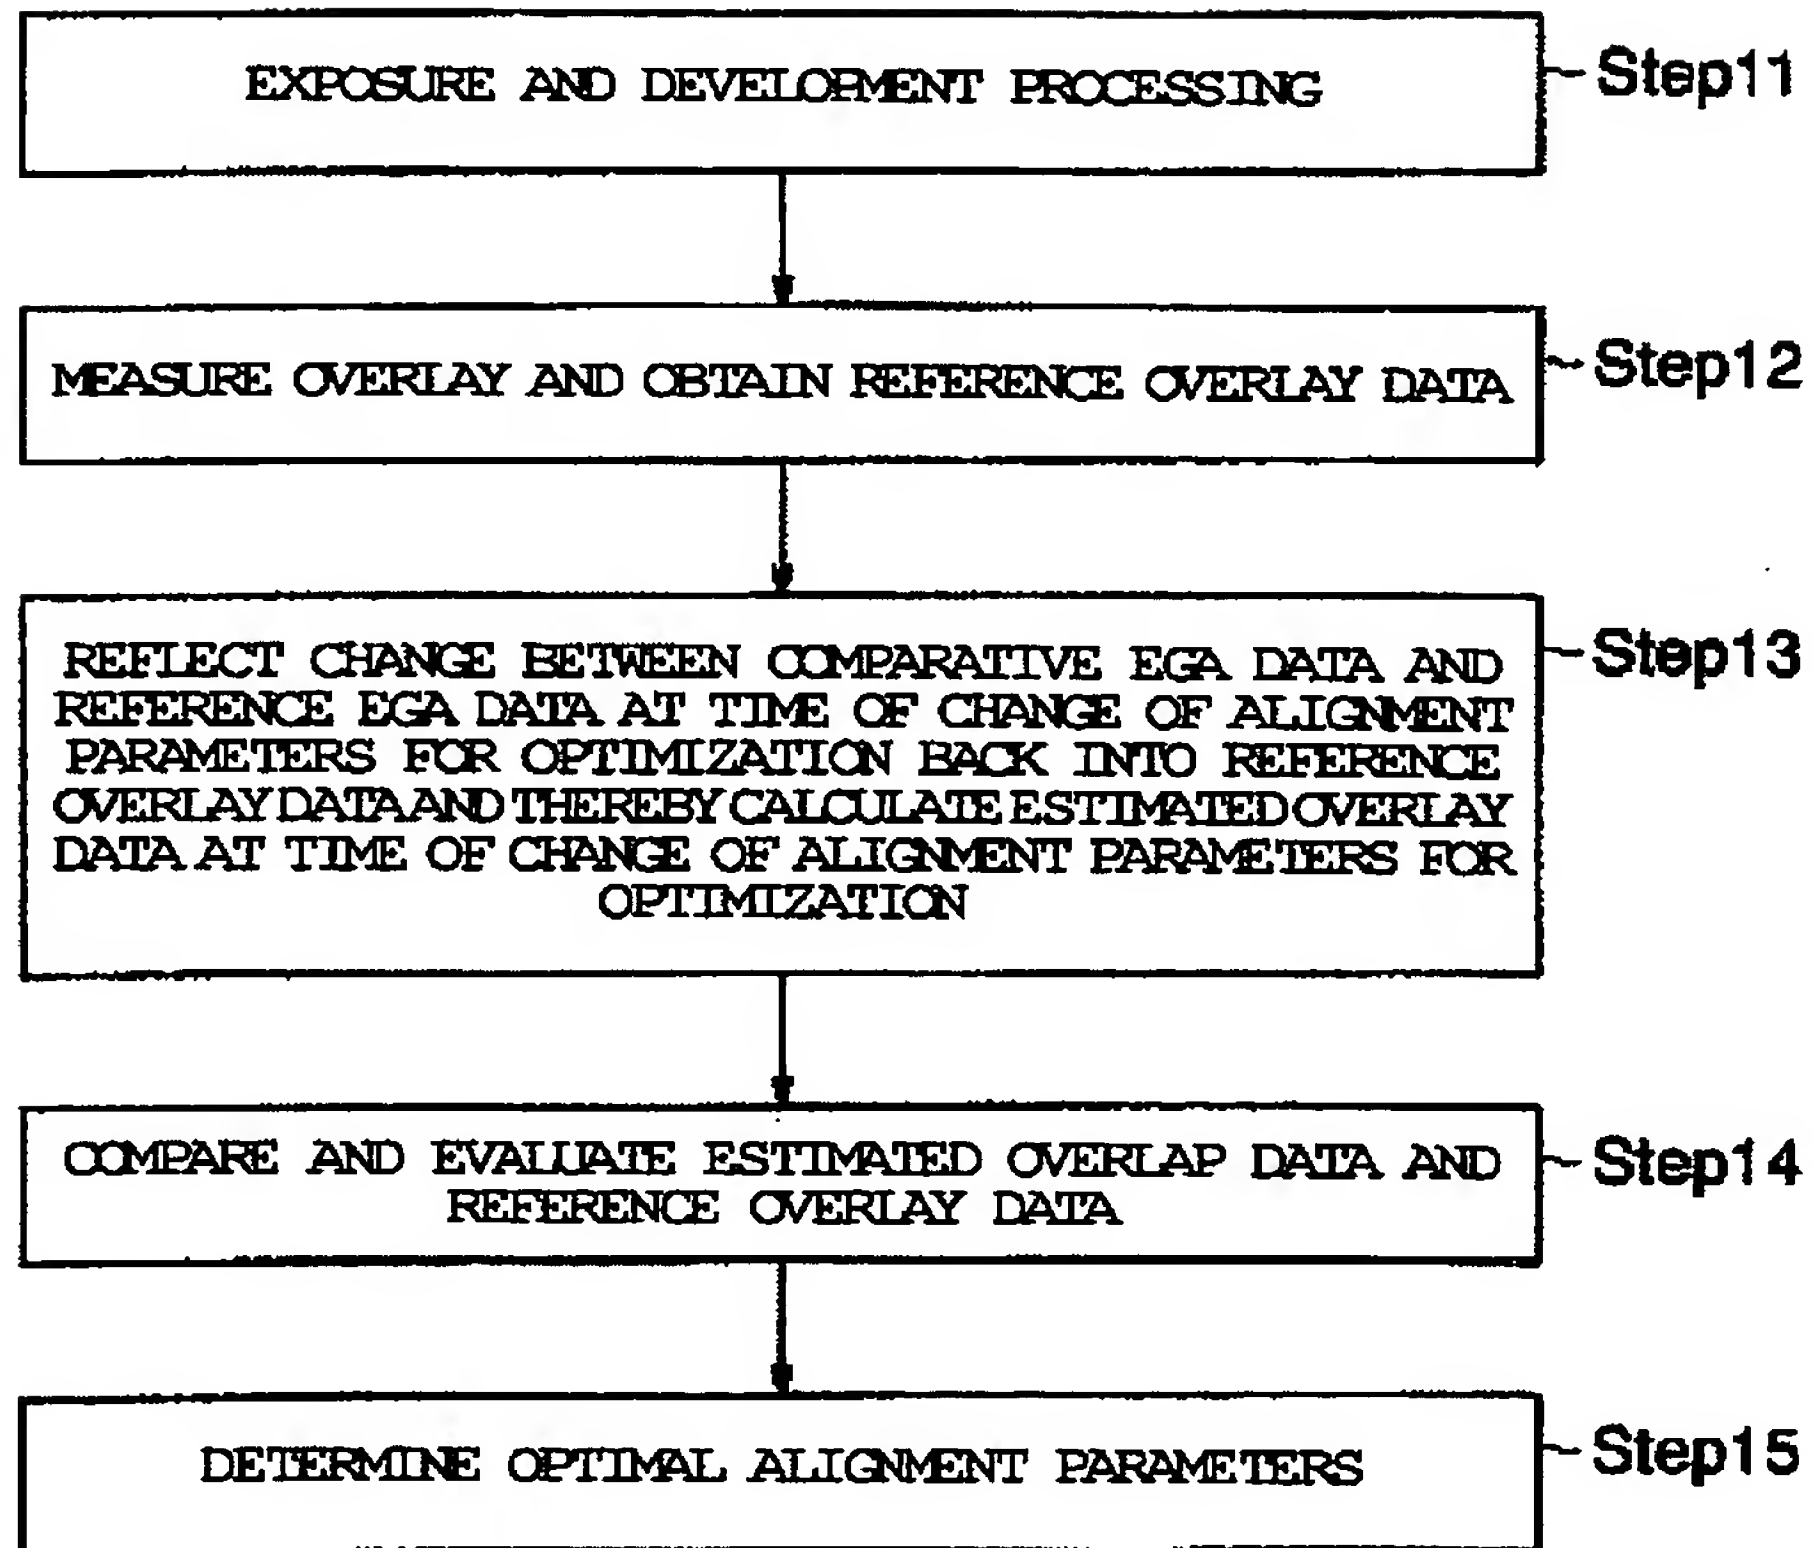 EXPOSURE AND DEVELOPMENT PROCESSING
Step11
MEASURE OVERLAY AND OBTAIN REFERENCE OVERLAY DATA
Step12
REFLECT CHANGE BETWEEN COMPARATIVE EGA DATA AND
REFERENCE EGA DATA AT TIME OF CHANGE OF ALIGNMENT
PARAMETERS FOR OPTIMIZATION BACK INTO REFERENCE
OVERLAY DATA AND THEREBY CALCULATE ESTIMATED OVERLAY
DATA AT TIME OF CHANGE OF ALIGNMENT PARAMETERS FOR
OPTIMIZATION
Step13
COMPARE AND EVALUATE ESTIMATED OVERLAP DATA AND
REFERENCE OVERLAY DATA
Step14
DETERMINE OPTIMAL ALIGNMENT PARAMETERS
Step15